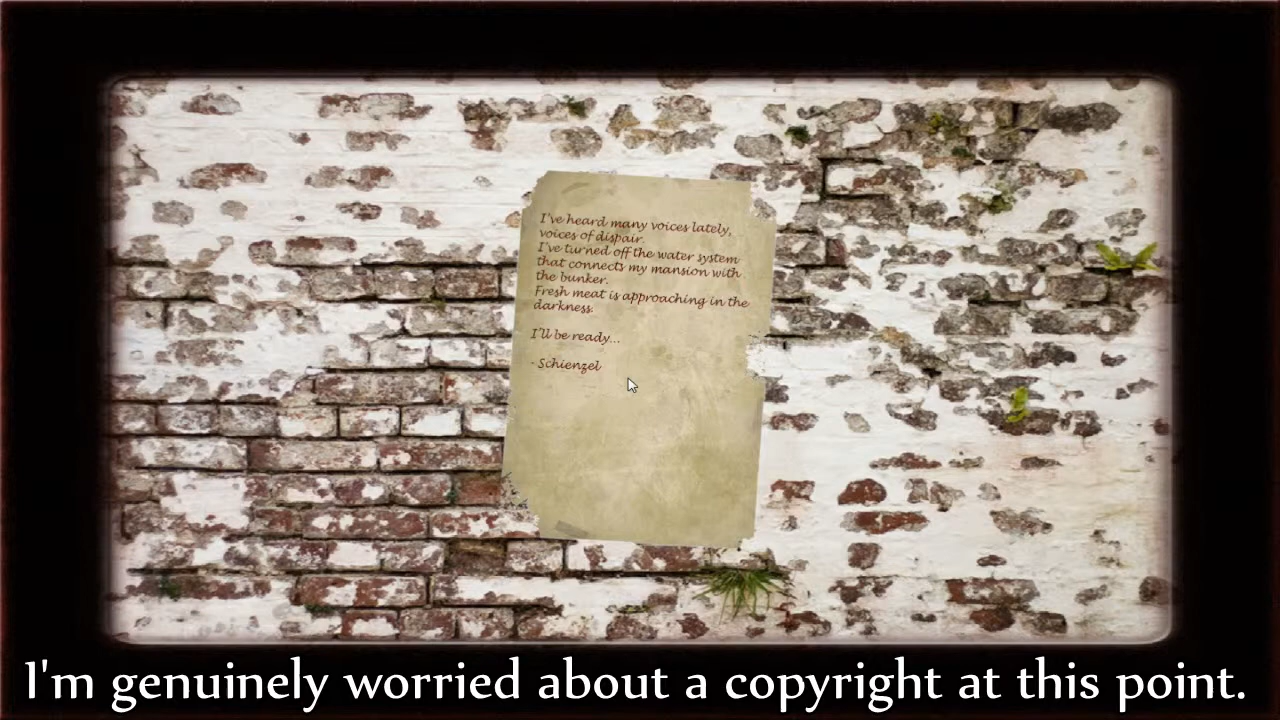 I've heard many voices lately,
voices of dispair.
I've turned off the water system
that connects my mansion with
the bunker.
Fresh meat is approaching in the
darkness.
I'll be ready...
- Schienzel
I'm genuinely worried about a copyright at this point.